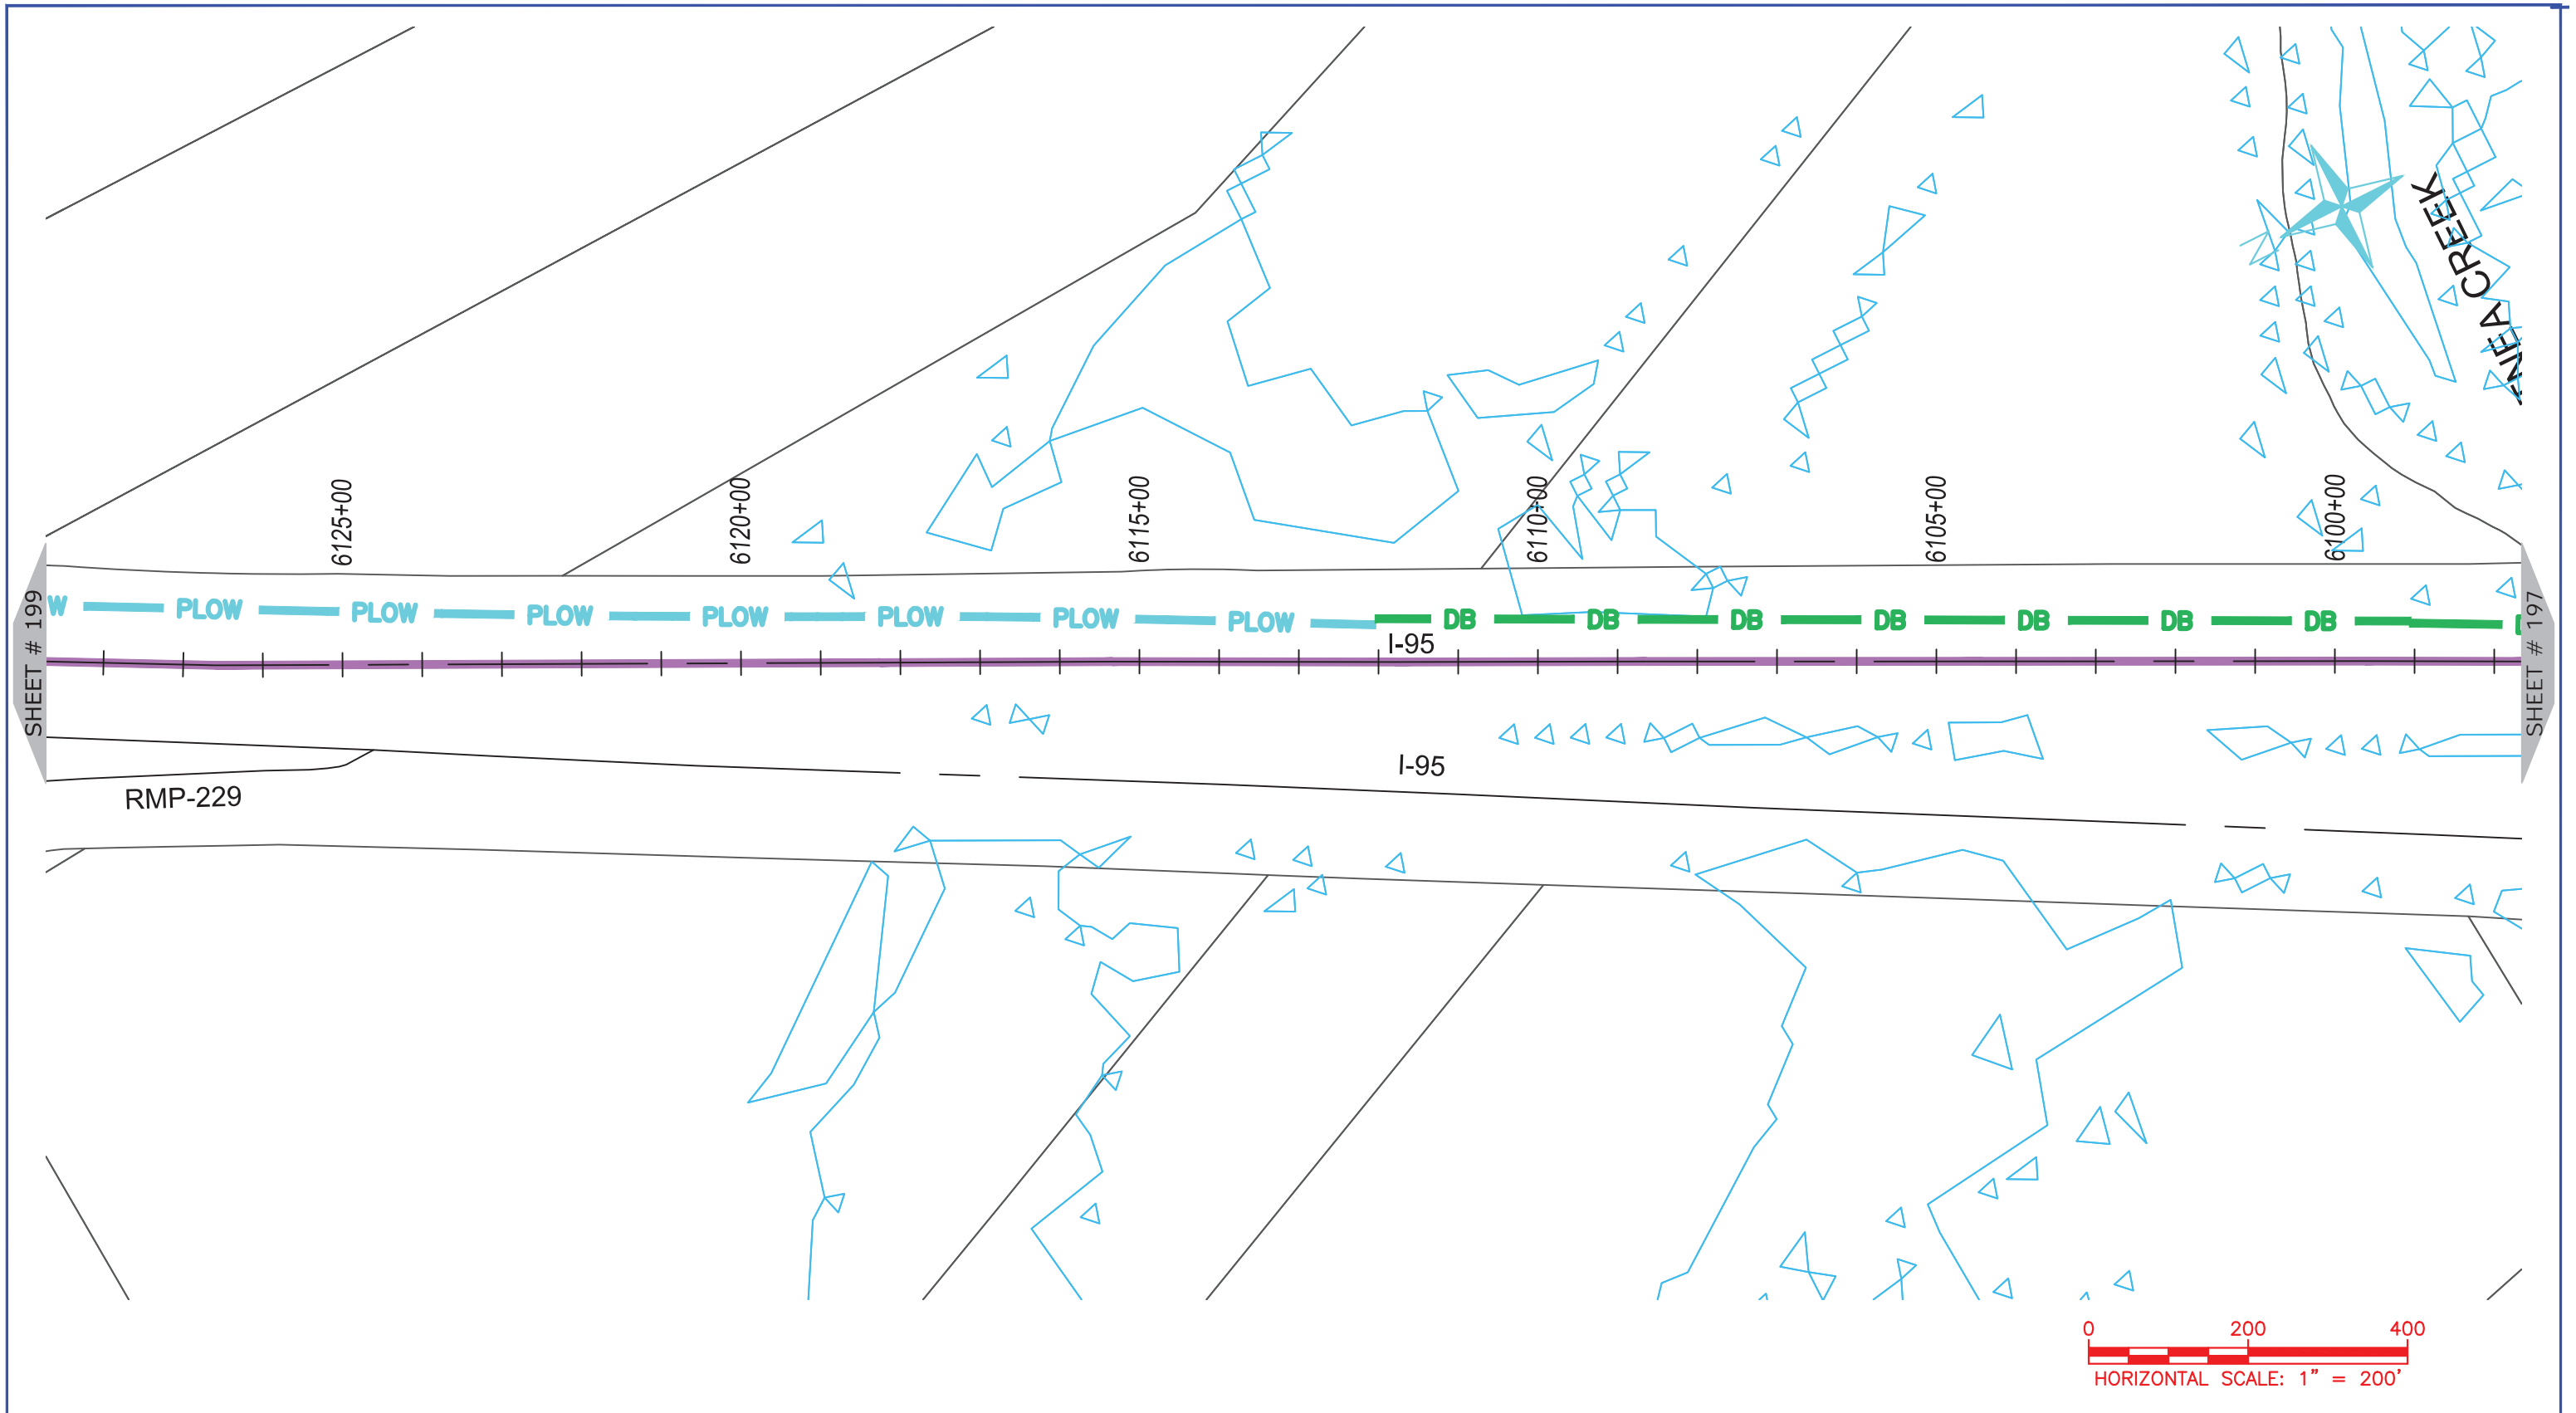 CREEK
6125+00
6120+00
6115+00
6110+00
6105+00
6100+00
SHEET # 199
W PLOW PLOW PLOW PLOW PLOW PLOW PLOW DB DB DB DB DB DB DB
I-95
SHEET # 197
I-95
RMP-229
0 200 400
HORIZONTAL SCALE: 1” = 200’